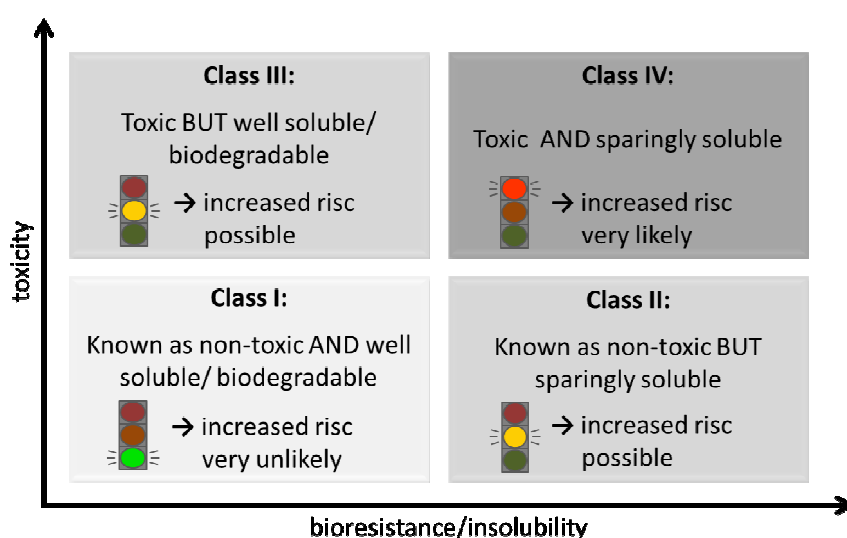 Class III:
Toxic BUT well soluble/
biodegradable
→ increased risc
possible
Class IV:
Toxic AND sparingly soluble
→ increased risc
very likely
toxicity
Class I:
Known as non-toxic AND well
soluble/ biodegradable
→ increased risc
very unlikely
Class II:
Known as non-toxic BUT
sparingly soluble
→ increased risc
possible
bioresistance/insolubility